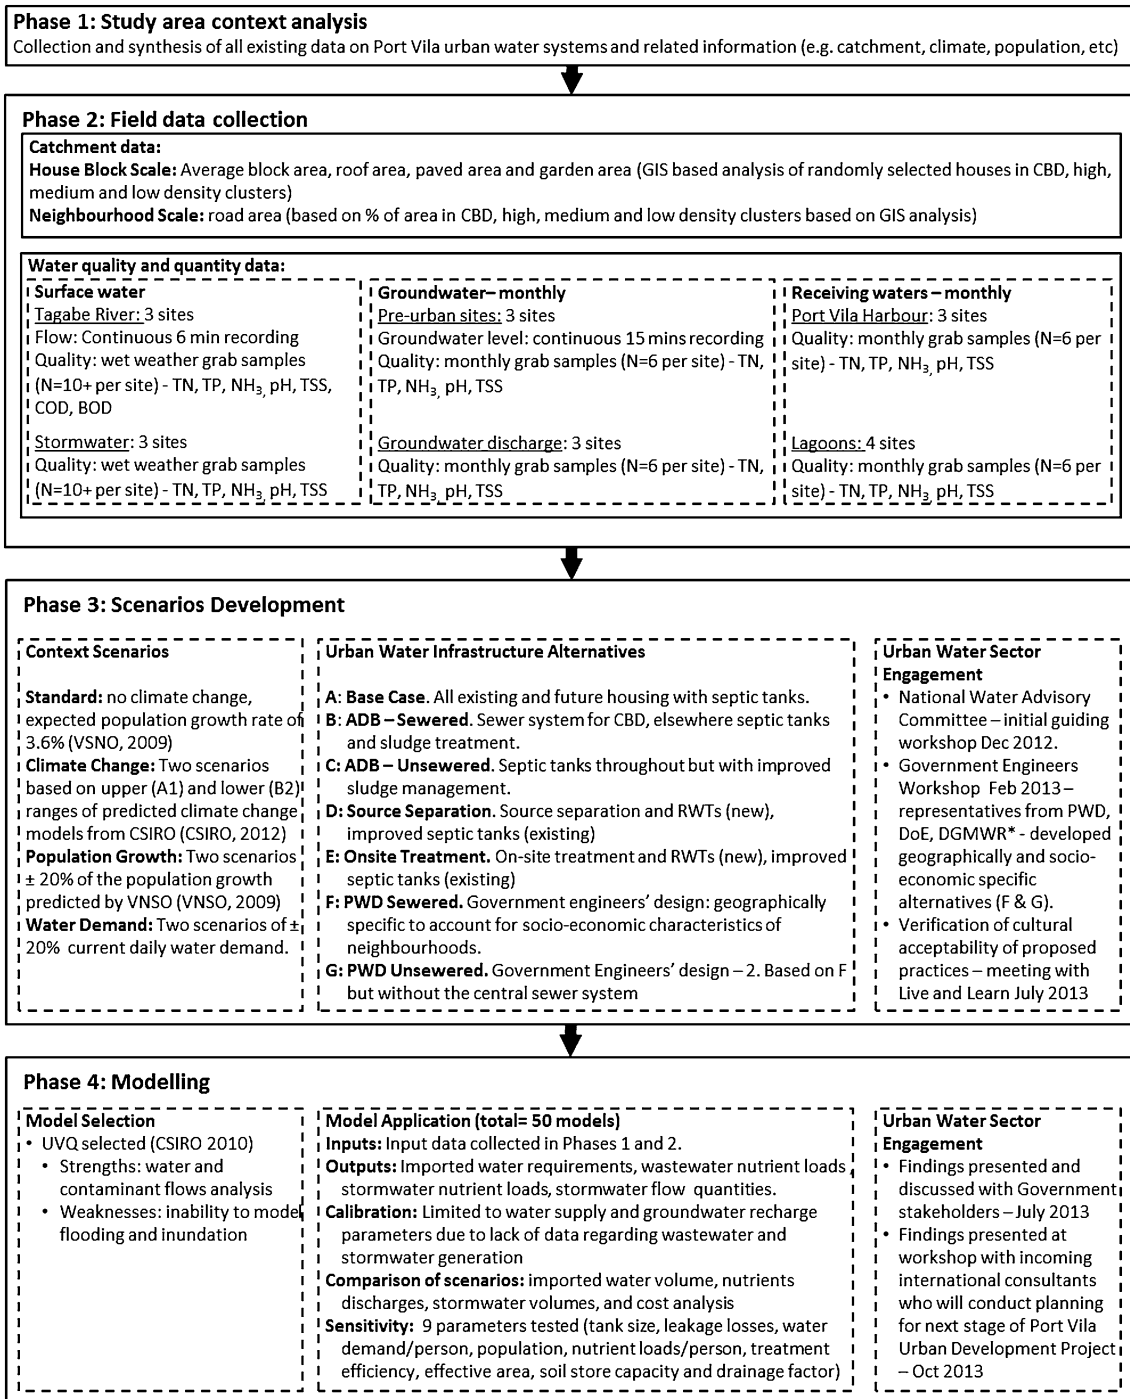 Phase 1: Study area context analysis
Collection and synthesis of all existing data on Port Vila urban water systems and related information (e.g. catchment, climate, population, etc)
Phase 2: Field data collection
Catchment data:
House Block Scale: Average block area, roof area, paved area and garden area (GIS based analysis of randomly selected houses in CBD, high,
medium and low density clusters)
Neighbourhood Scale: road area (based on % of area in CBD, high, medium and low density clusters based on GIS analysis)
Water quality and quantity data:
Surface water
Tagabe River: 3 sites
Flow: Continuous 6 min recording
Quality: wet weather grab samples
(N=10+ per site) - TN, TP, NH3, pH, TSS,
COD, BOD
Stormwater: 3 sites
Quality: wet weather grab samples
(N=10+ per site) - TN, TP, NH3, pH, TSS
Groundwater– monthly
Pre-urban sites: 3 sites
Groundwater level: continuous 15 mins recording
Quality: monthly grab samples (N=6 per site) - TN,
TP, NH3, pH, TSS
Groundwater discharge: 3 sites
Quality: monthly grab samples (N=6 per site) - TN,
TP, NH3, pH, TSS
Receiving waters – monthly
Port Vila Harbour: 3 sites
Quality: monthly grab samples (N=6 per
site) - TN, TP, NH3, pH, TSS
Lagoons: 4 sites
Quality: monthly grab samples (N=6 per
site) - TN, TP, NH3, pH, TSS
Phase 3: Scenarios Development
Context Scenarios
Standard: no climate change,
expected population growth rate of
3.6% (VSNO, 2009)
Climate Change: Two scenarios
based on upper (A1) and lower (B2)
ranges of predicted climate change
models from CSIRO (CSIRO, 2012)
Population Growth: Two scenarios
± 20% of the population growth
predicted by VNSO (VNSO, 2009)
Water Demand: Two scenarios of ±
20% current daily water demand.
Urban Water Infrastructure Alternatives
A: Base Case. All existing and future housing with septic tanks.
B: ADB – Sewered. Sewer system for CBD, elsewhere septic tanks
and sludge treatment.
C: ADB – Unsewered. Septic tanks throughout but with improved
sludge management.
D: Source Separation. Source separation and RWTs (new),
improved septic tanks (existing)
E: Onsite Treatment. On-site treatment and RWTs (new), improved
septic tanks (existing)
F: PWD Sewered. Government engineers' design: geographically
specific to account for socio-economic characteristics of
neighbourhoods.
G: PWD Unsewered. Government Engineers' design – 2. Based on F
but without the central sewer system
Urban Water Sector
Engagement
• National Water Advisory
Committee – initial guiding
workshop Dec 2012.
• Government Engineers
Workshop Feb 2013 –
representatives from PWD,
DoE, DGMWR* - developed
geographically and socio-
economic specific
alternatives (F & G).
• Verification of cultural
acceptability of proposed
practices – meeting with
Live and Learn July 2013
Phase 4: Modelling
Model Selection
• UVQ selected (CSIRO 2010)
• Strengths: water and
contaminant flows analysis
• Weaknesses: inability to model
flooding and inundation
Model Application (total= 50 models)
Inputs: Input data collected in Phases 1 and 2.
Outputs: Imported water requirements, wastewater nutrient loads,
stormwater nutrient loads, stormwater flow quantities.
Calibration: Limited to water supply and groundwater recharge
parameters due to lack of data regarding wastewater and
stormwater generation
Comparison of scenarios: imported water volume, nutrients
discharges, stormwater volumes, and cost analysis
Sensitivity: 9 parameters tested (tank size, leakage losses, water
demand/person, population, nutrient loads/person, treatment
efficiency, effective area, soil store capacity and drainage factor)
Urban Water Sector
Engagement
• Findings presented and
discussed with Government
stakeholders – July 2013
• Findings presented at
workshop with incoming
international consultants
who will conduct planning
for next stage of Port Vila
Urban Development Project
– Oct 2013